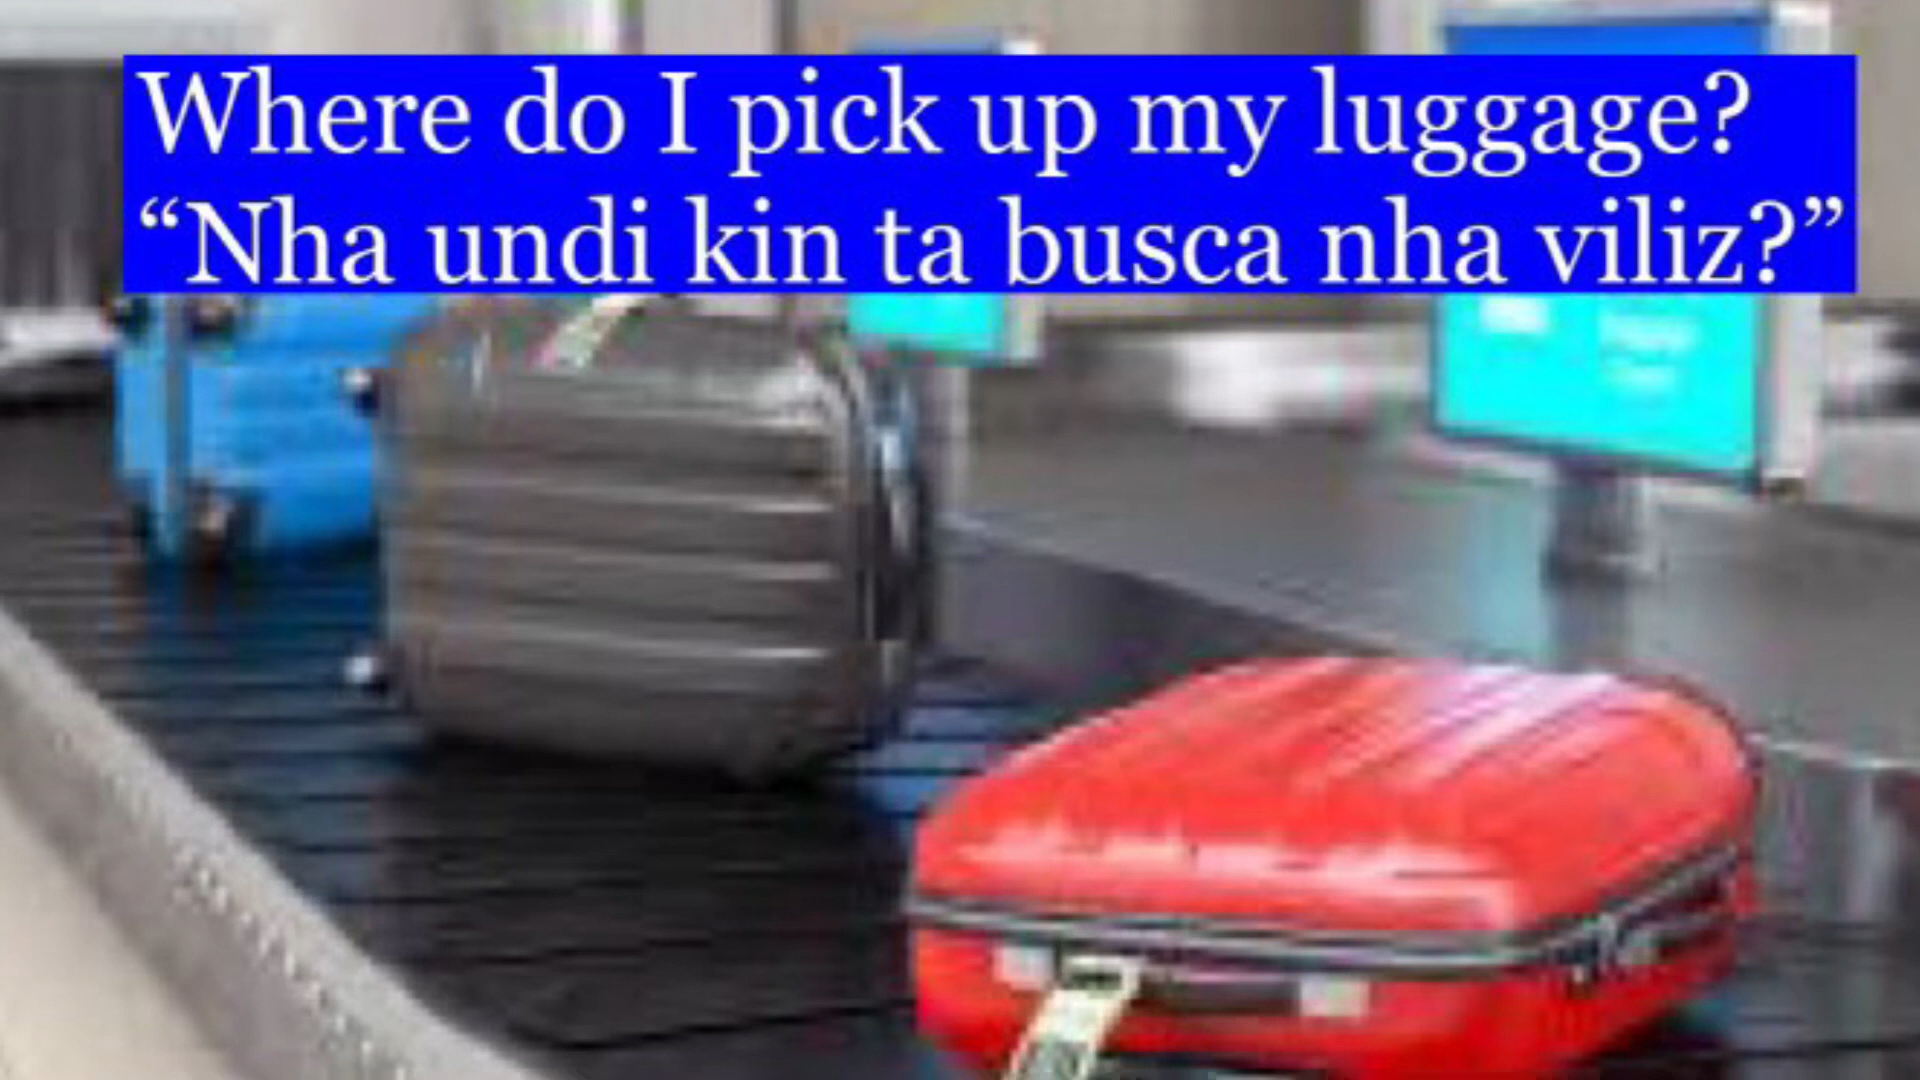 Where do I pick up my luggage?
“Nha undi kin ta busca nha viliz?”